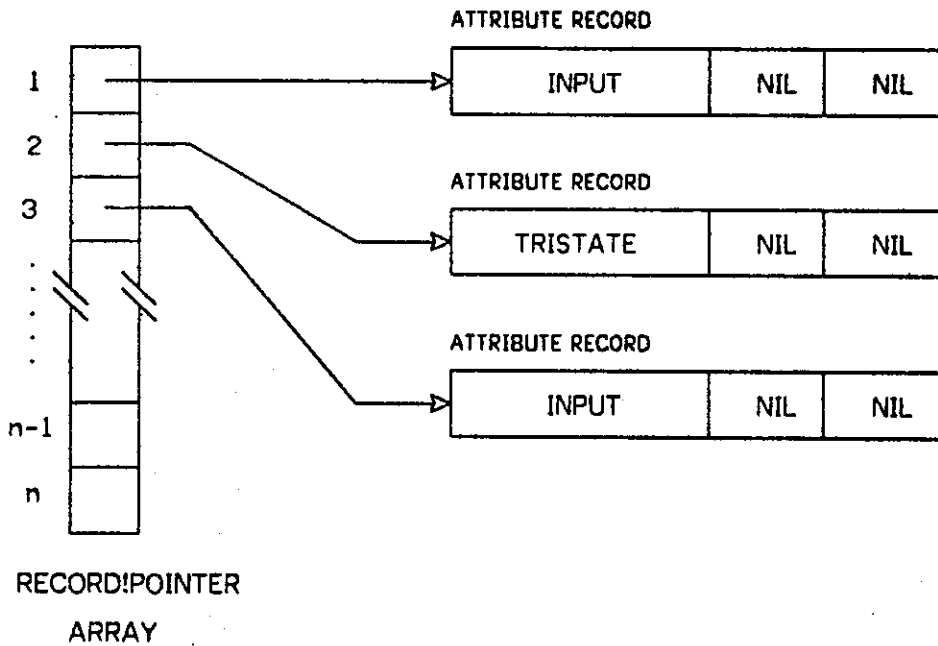 ATTRIBUTE RECORD
1
INPUT NIL NIL
2
ATTRIBUTE RECORD
3
TRISTATE NIL NIL
ATTRIBUTE RECORD
INPUT NIL NIL
n-1
n
RECORD!POINTER
ARRAY